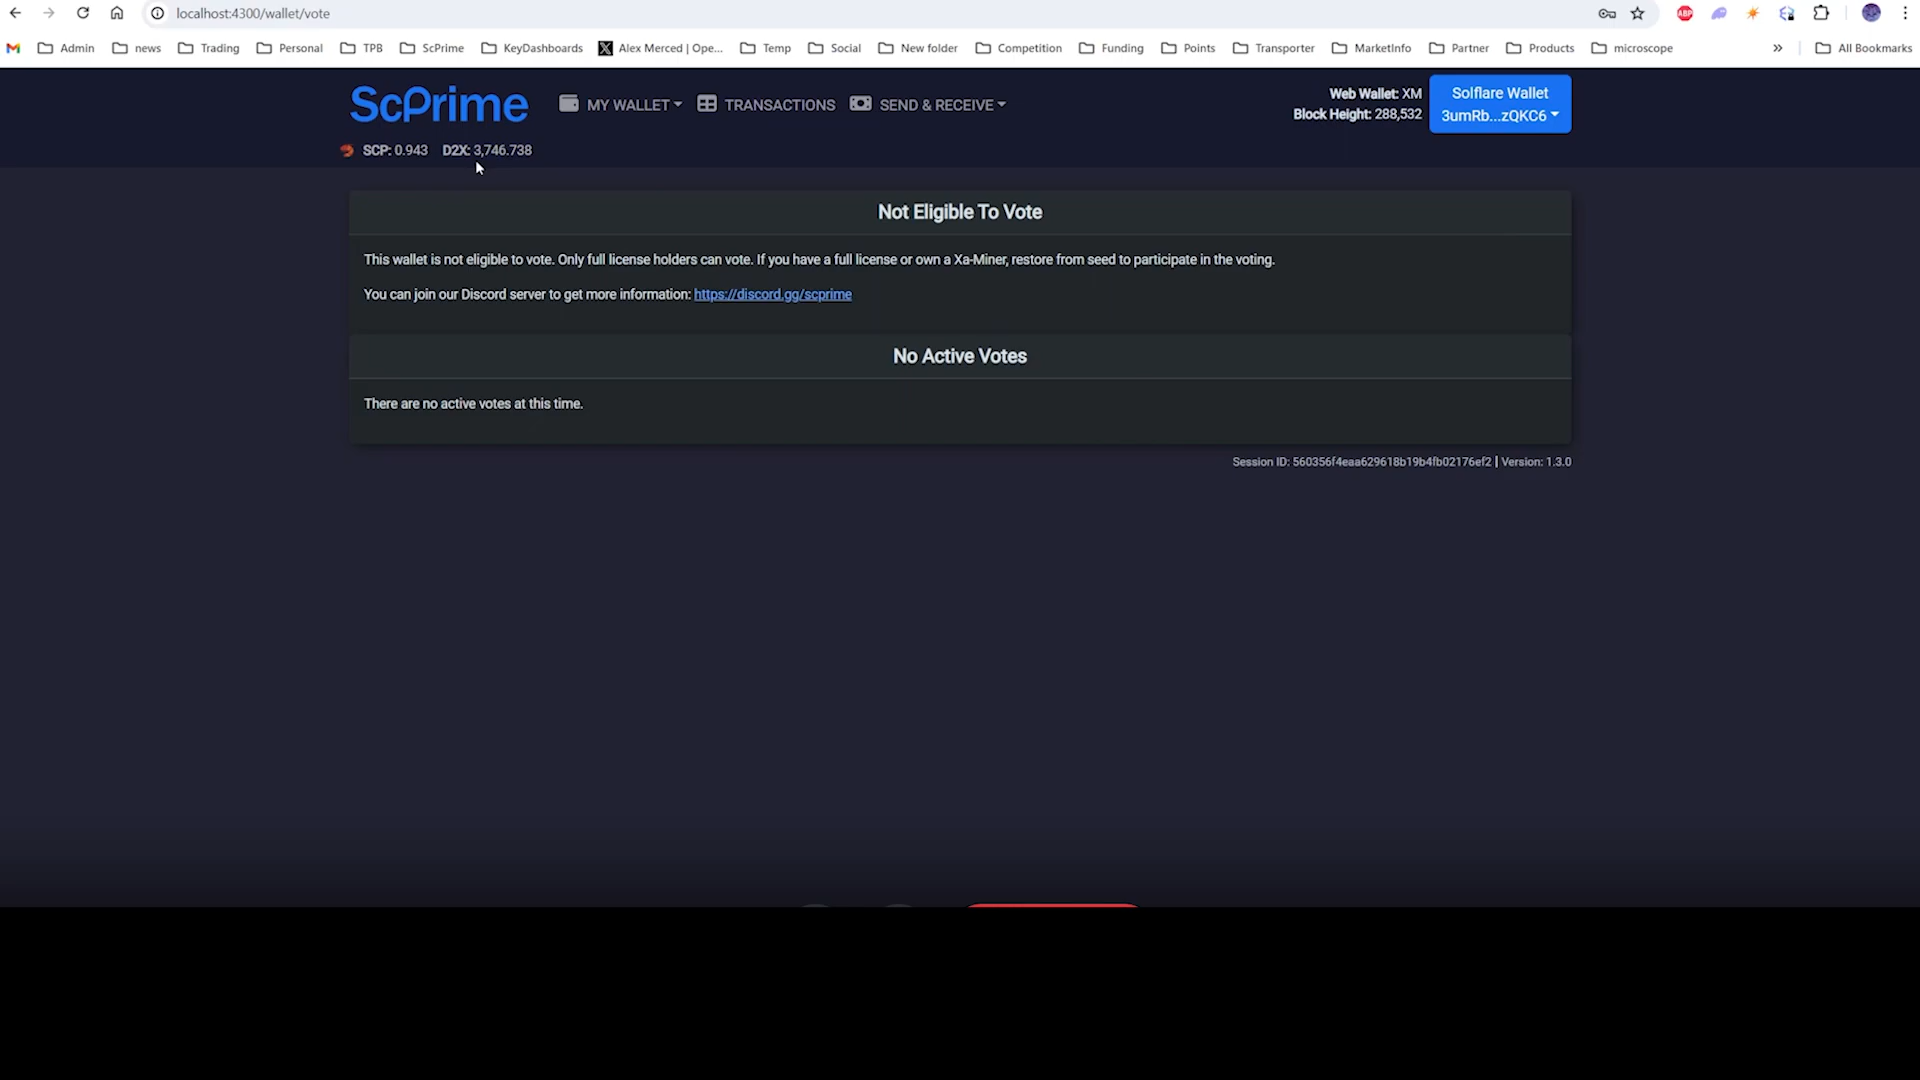 localhost:4300/wallet/vote
Admin news Trading Personal TPB ScPrime KeyDashboards Alex Merced | Ope... Temp Social New folder Competition Funding Points Transporter MarketInfo Partner Products microscope » All Bookmarks
ScPrime MY WALLET TRANSACTIONS SEND & RECEIVE
Web Wallet: XM
Block Height: 288,532
Solflare Wallet
3umRb...zQKC6
SCP: 0.943 D2X: 3,746.738
Not Eligible To Vote
This wallet is not eligible to vote. Only full license holders can vote. If you have a full license or own a Xa-Miner, restore from seed to participate in the voting.
You can join our Discord server to get more information: https://discord.gg/scprime
No Active Votes
There are no active votes at this time.
Session ID: 560356f4eaa629618b19b4fb02176ef2 | Version: 1.3.0